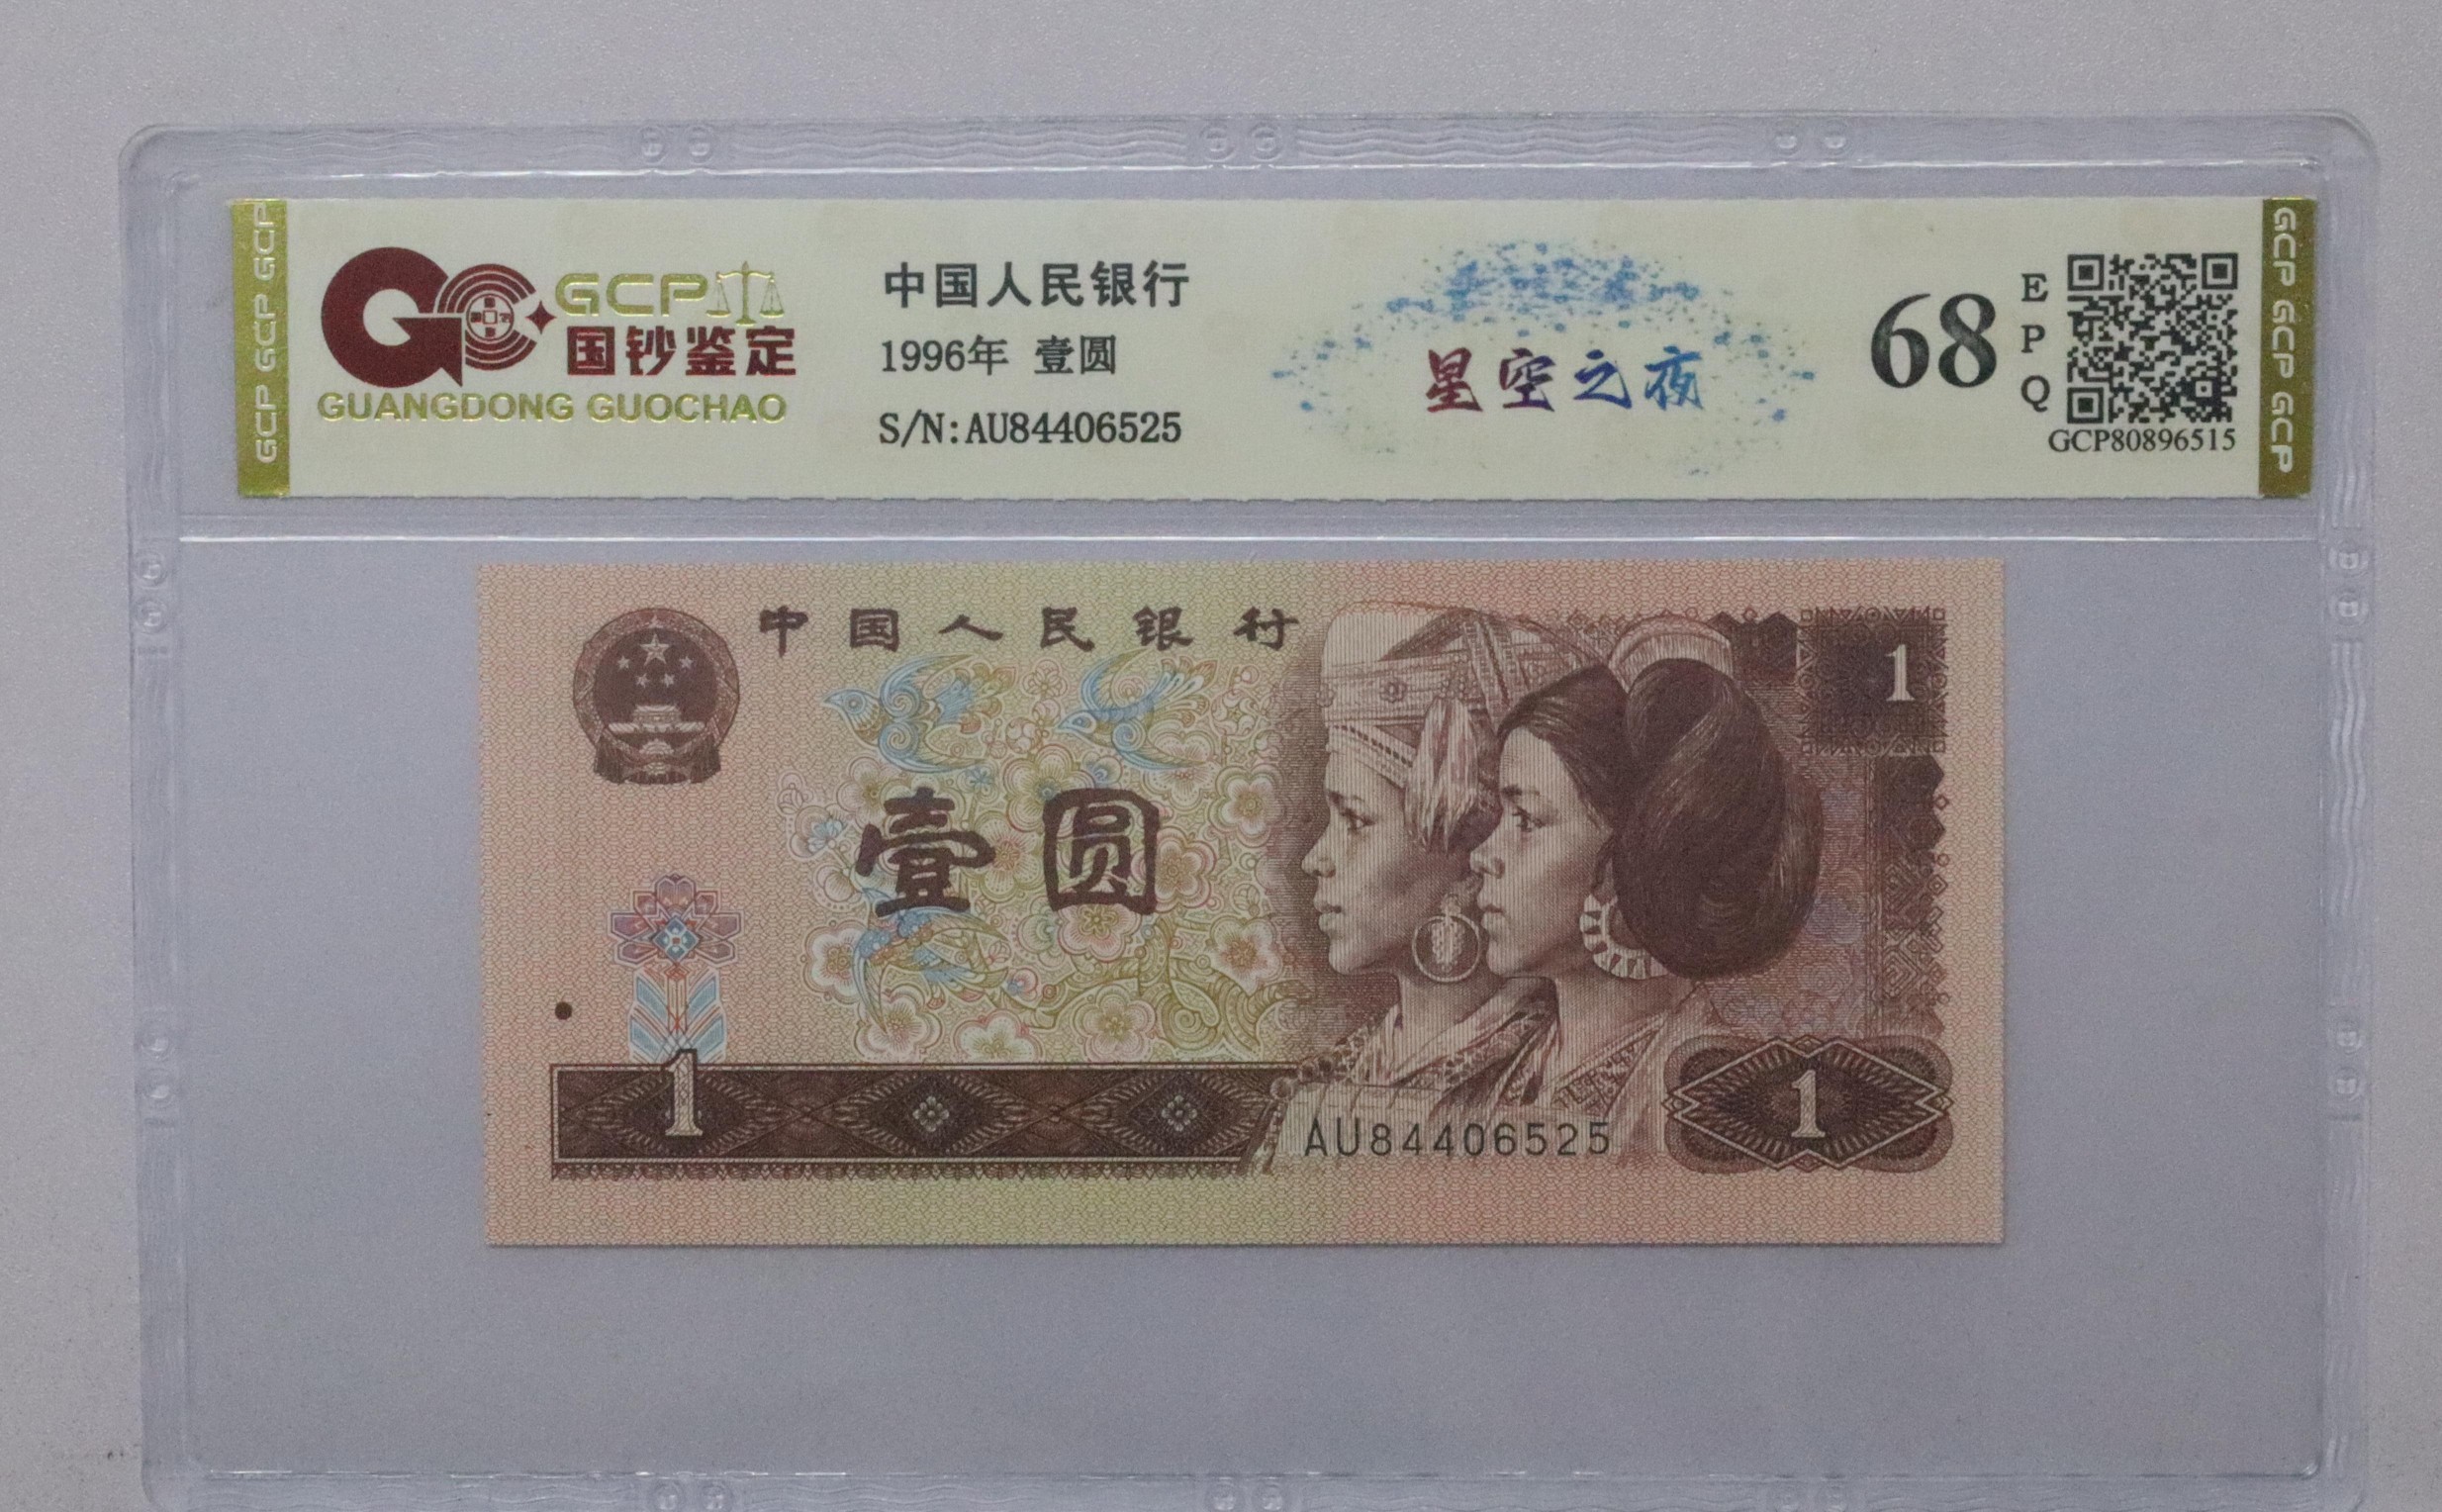 GCP GCP GCP
GCP
国钞鉴定
GUANGDONG GUOCHAO
中国人民银行
1996年 壹圆
S/N:AU84406525
星空之夜
68
E
P
Q
GCP80896515
GCP GCP GCP
中国人民银行
1
壹圆
1
AU84406525
1